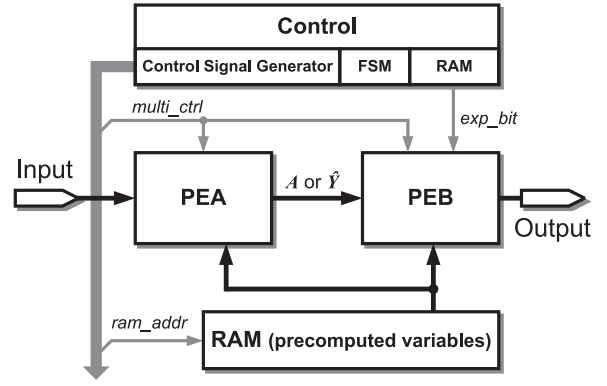 Control
Control Signal Generator
FSM
RAM
multi_ctrl
exp_bit
Input
PEA
A or Ŷ
PEB
Output
ram_addr
RAM (precomputed variables)